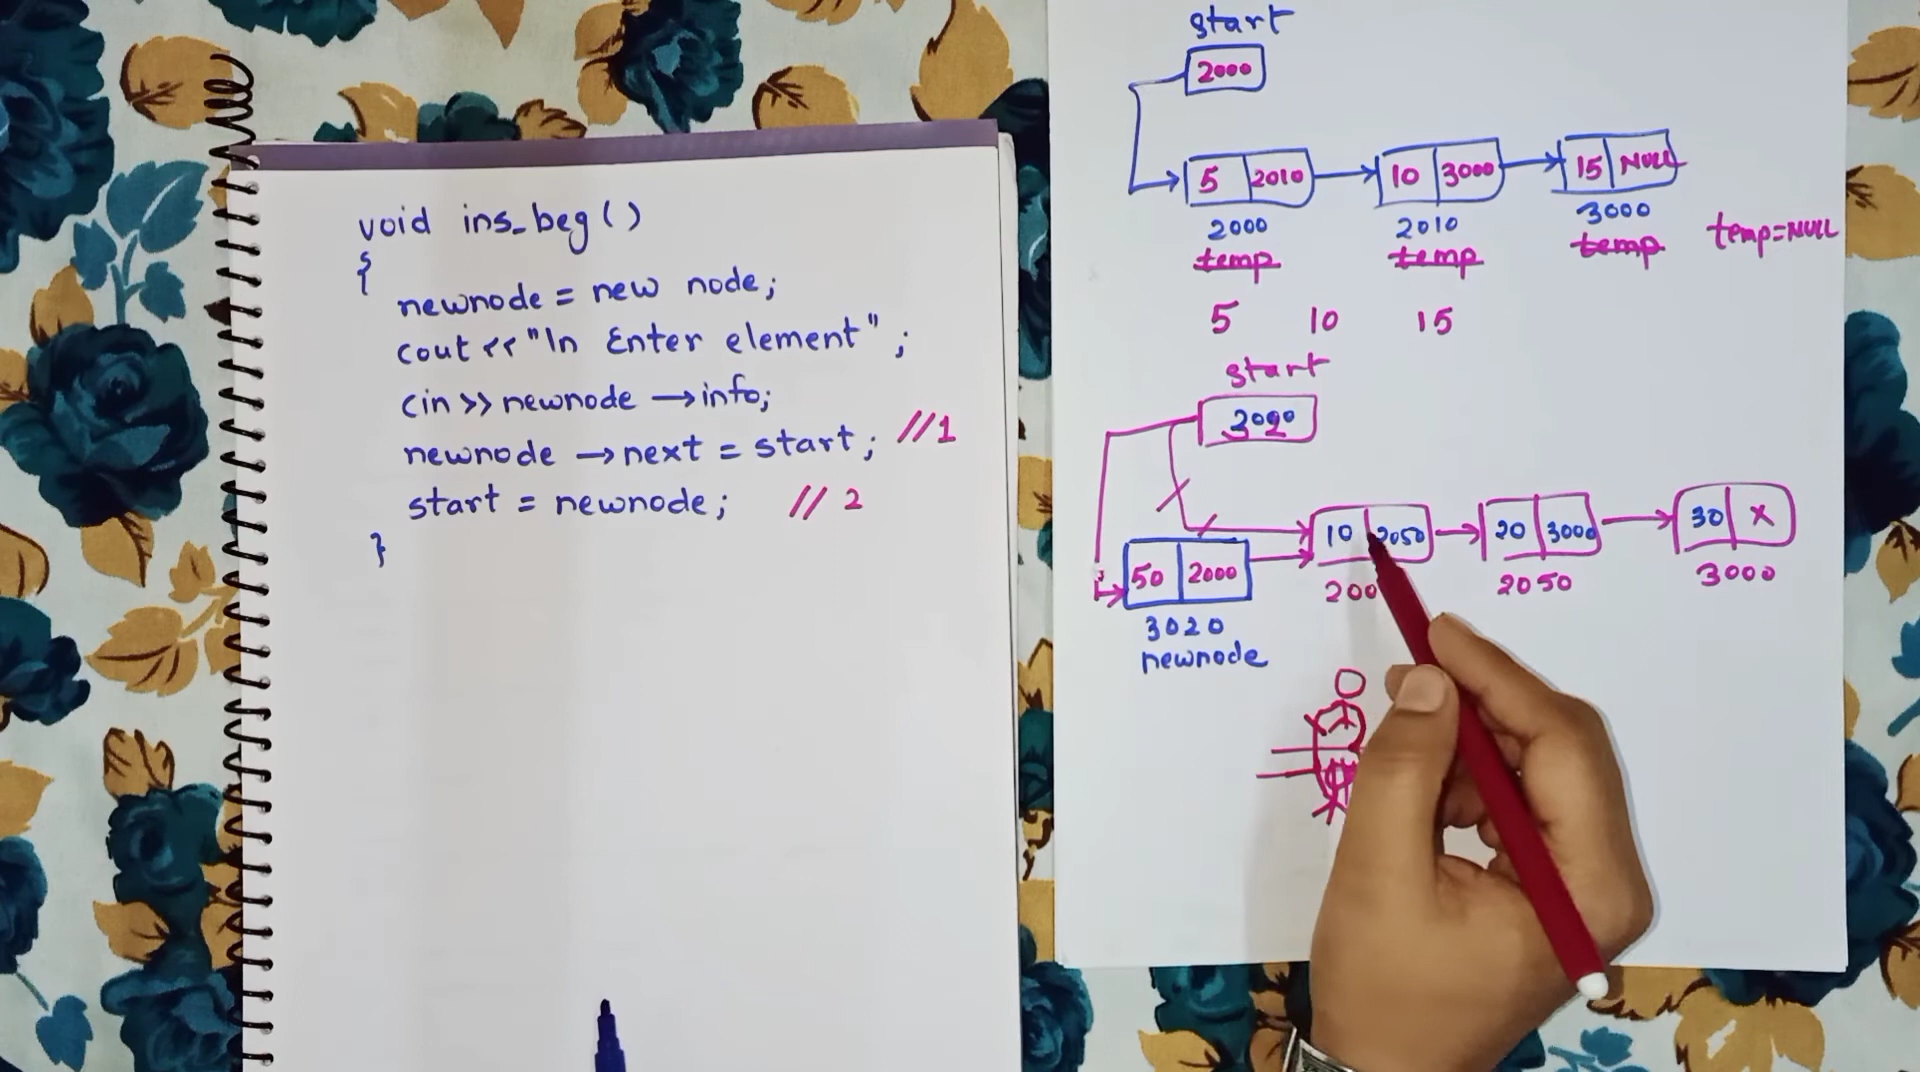 void ins_beg()
{
newnode = new node;
cout << "\n Enter element" ;
cin >> newnode → info;
newnode → next = start; //1
start = newnode; // 2
}
start
2000
5 2010 10 3000 15 NULL
2000 2010 3000
temp temp temp temp=NULL
5 10 15
start
10 2050 20 3000 30 X
50 2000
2050 3000
3020
newnode